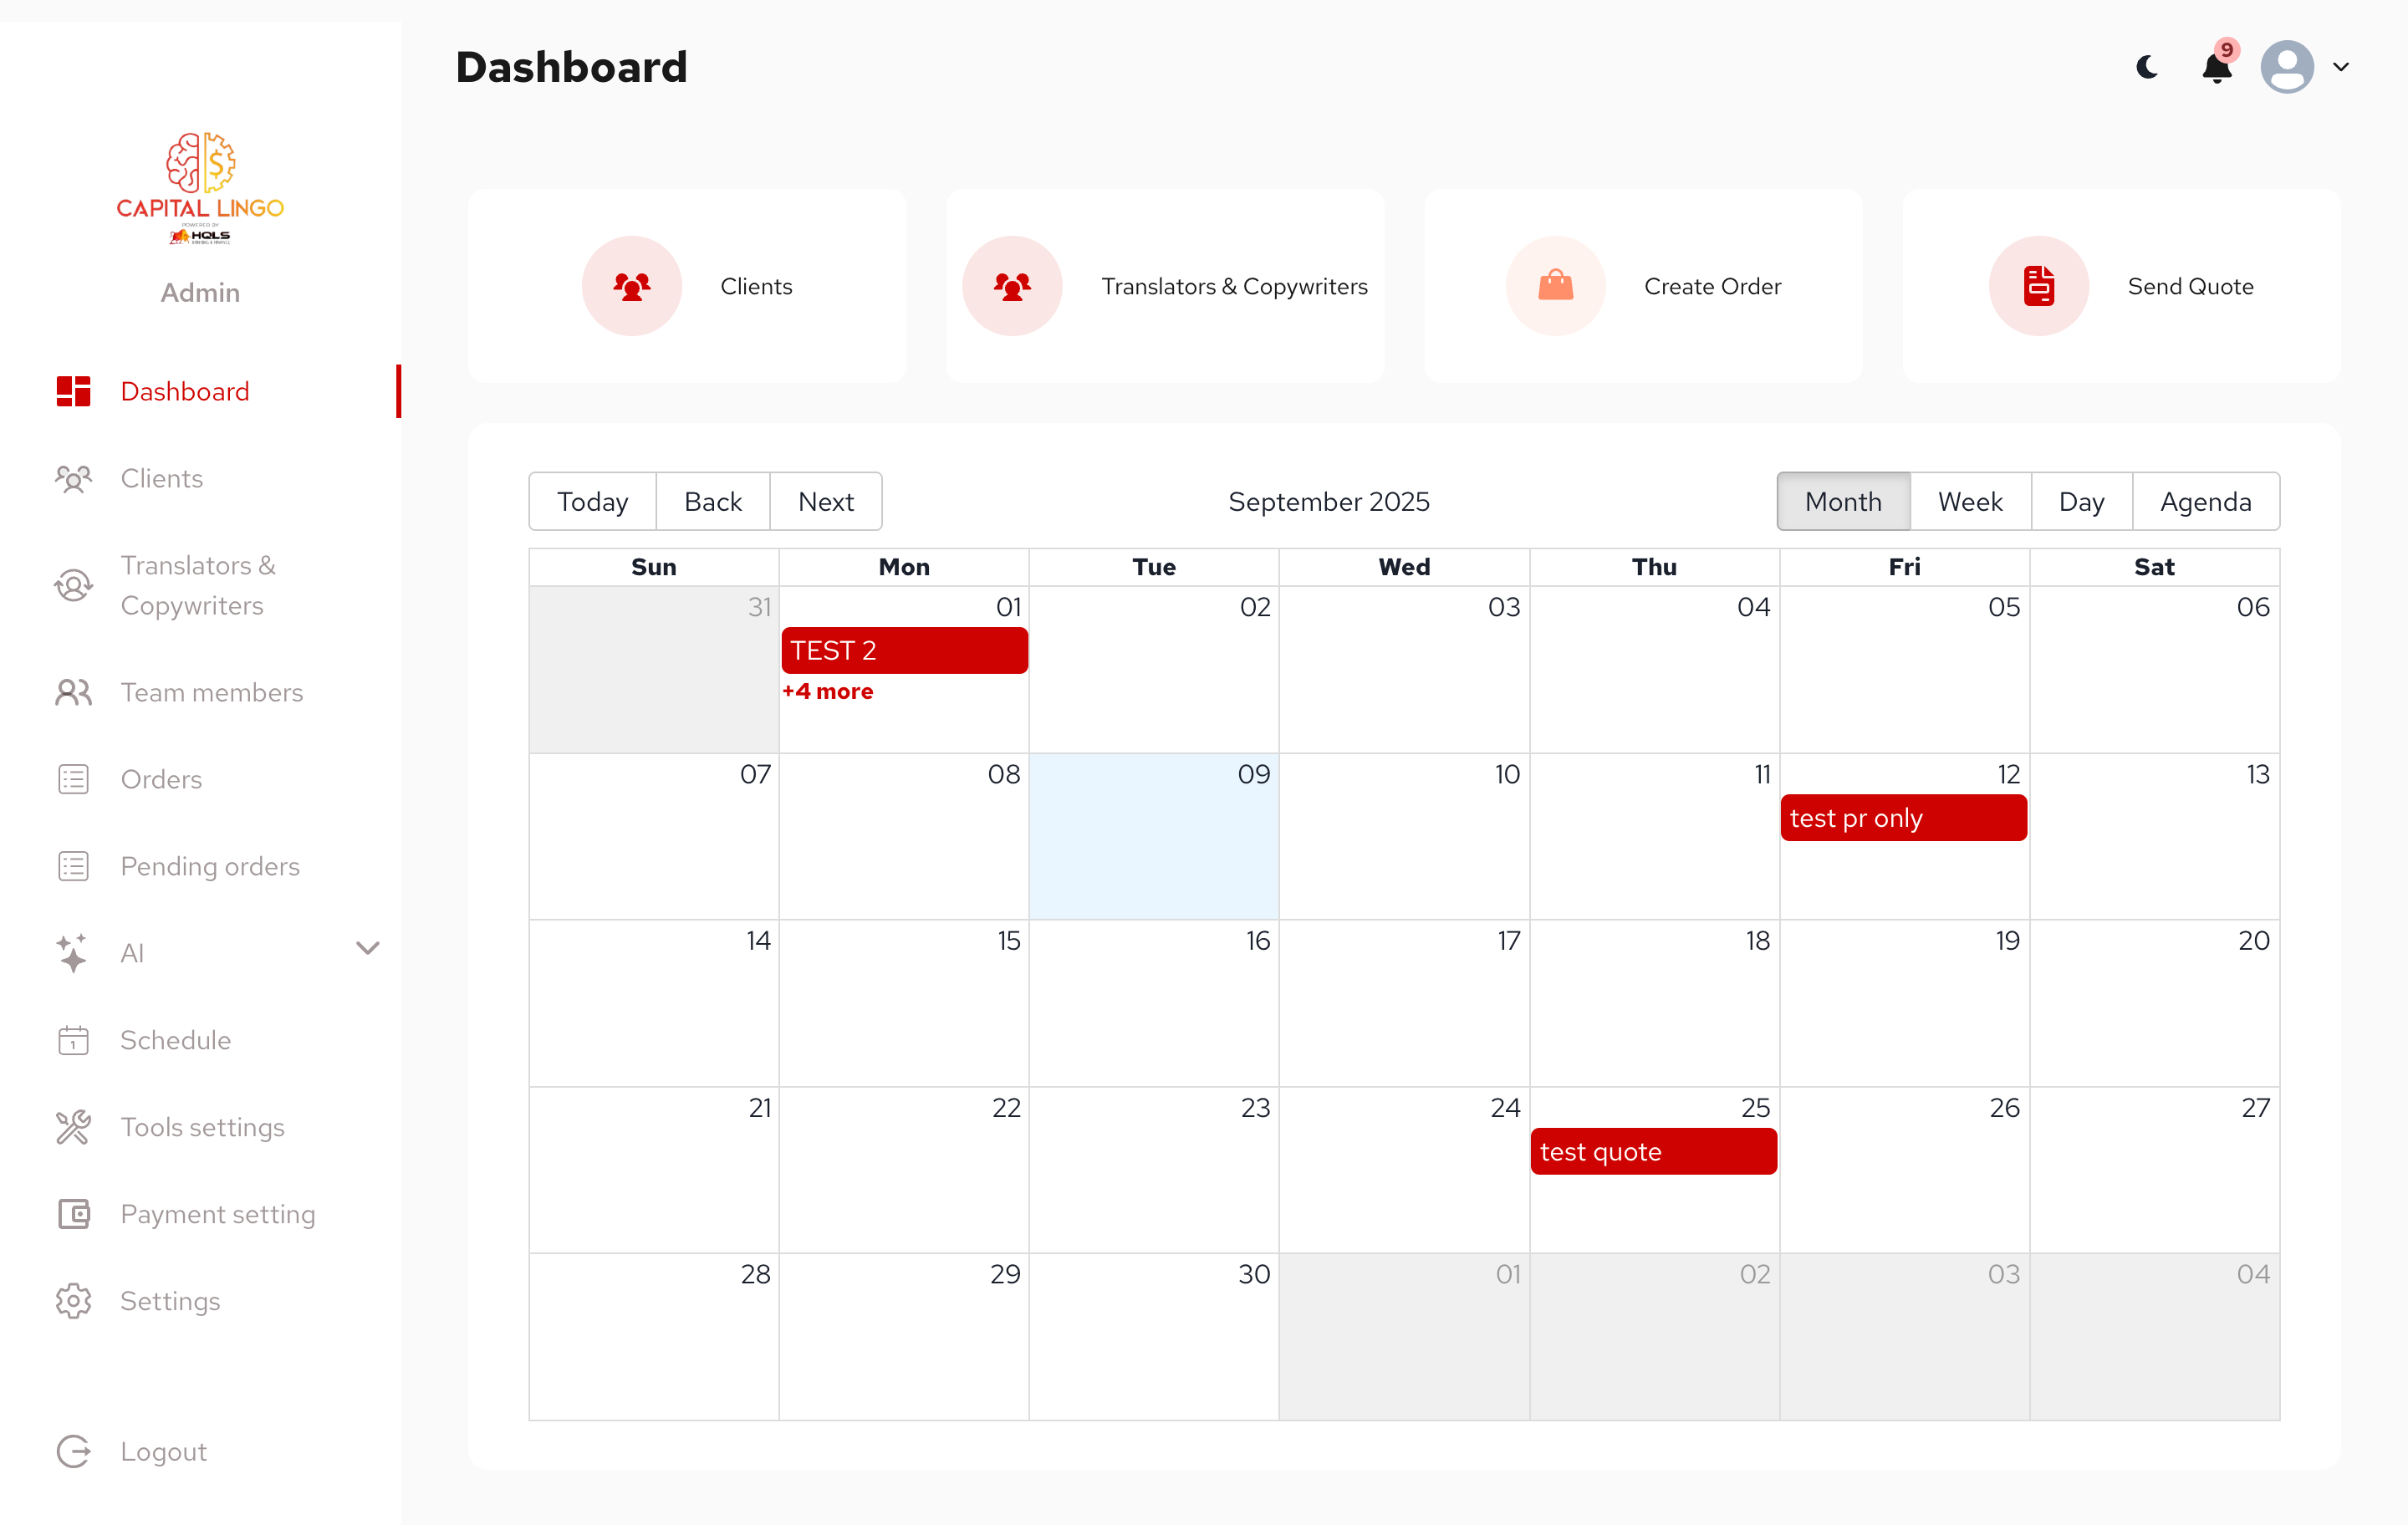 Dashboard
9
$
CAPITAL LINGO
POWERED BY
HQLS
Admin
Dashboard
Clients
Translators &
Copywriters
Team members
Orders
Pending orders
AI
1
Schedule
Tools settings
Payment setting
Settings
Logout
Clients
Translators & Copywriters
Create Order
Send Quote
Today Back Next
September 2025
Month Week Day Agenda
Sun Mon Tue Wed Thu Fri Sat
31 01 02 03 04 05 06
TEST 2
+4 more
07 08 09 10 11 12 13
test pr only
14 15 16 17 18 19 20
21 22 23 24 25 26 27
test quote
28 29 30 01 02 03 04